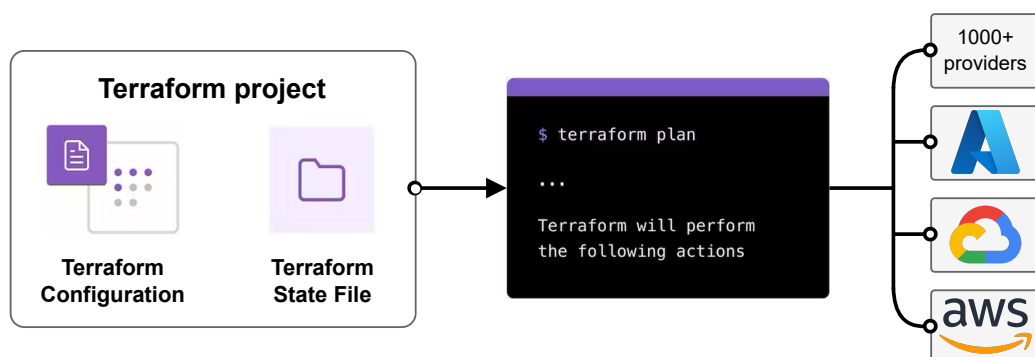 Terraform project
Terraform
Configuration
Terraform
State File
$ terraform plan
...
Terraform will perform
the following actions
1000+
providers
aws